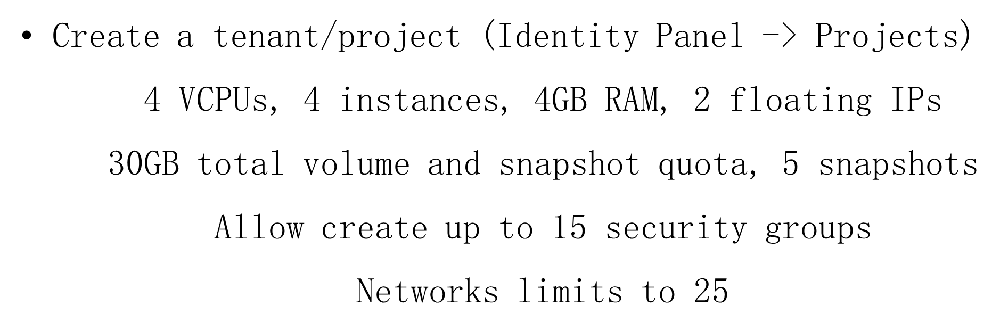 • Create a tenant/project (Identity Panel -> Projects)
4 VCPUs, 4 instances, 4GB RAM, 2 floating IPs
30GB total volume and snapshot quota, 5 snapshots
Allow create up to 15 security groups
Networks limits to 25